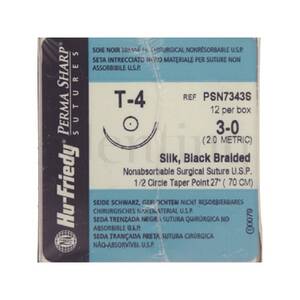 SOIE NOIR CHIRURGICAL NONRÉSORBABLE U.S.P.
SETA INTRECCIATO NERO MATERIALE PER SUTURE NON
ASSORBIBILE U.S.P.
Hu-Friedy
PERMA SHARP
SUTURES
T-4
REF PSN7343S
12 per box
3-0
(2.0 METRIC)
Silk, Black Braided
Nonabsorbable Surgical Suture U.S.P.
1/2 Circle Taper Point 27" (70 CM)
SEIDE SCHWARZ, GEFLOCHTEN NICHT RESORBIERBARES
CHIRURGISCHES NAHTMATERIAL U.S.P.
SEDA TRENZADA NEGRA SUTURA QUIRÚRGICA NO
ABSORBIBLE U.S.P.
SEDA TRANÇADA PRETA SUTURA CIRÚRGICA
NÃO-ABSORVÍVEL U.S.P.